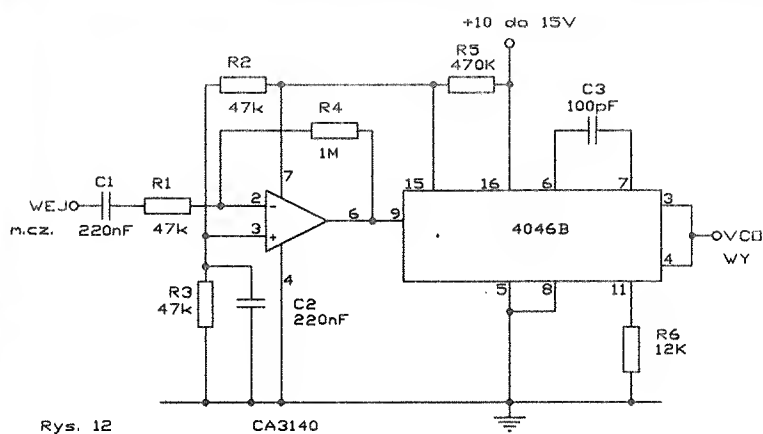 +10 do 15V
R2
R5
470K
47k
R4
C3
100pF
1M
7
15
16
6
7
C1
R1
WEJ
2
-
3
m.cz.
220nF
47k
3
+
6
9
4046B
VCO
WY
4
4
R3
47k
C2
220nF
5
8
11
R6
12K
Rys. 12
CA3140